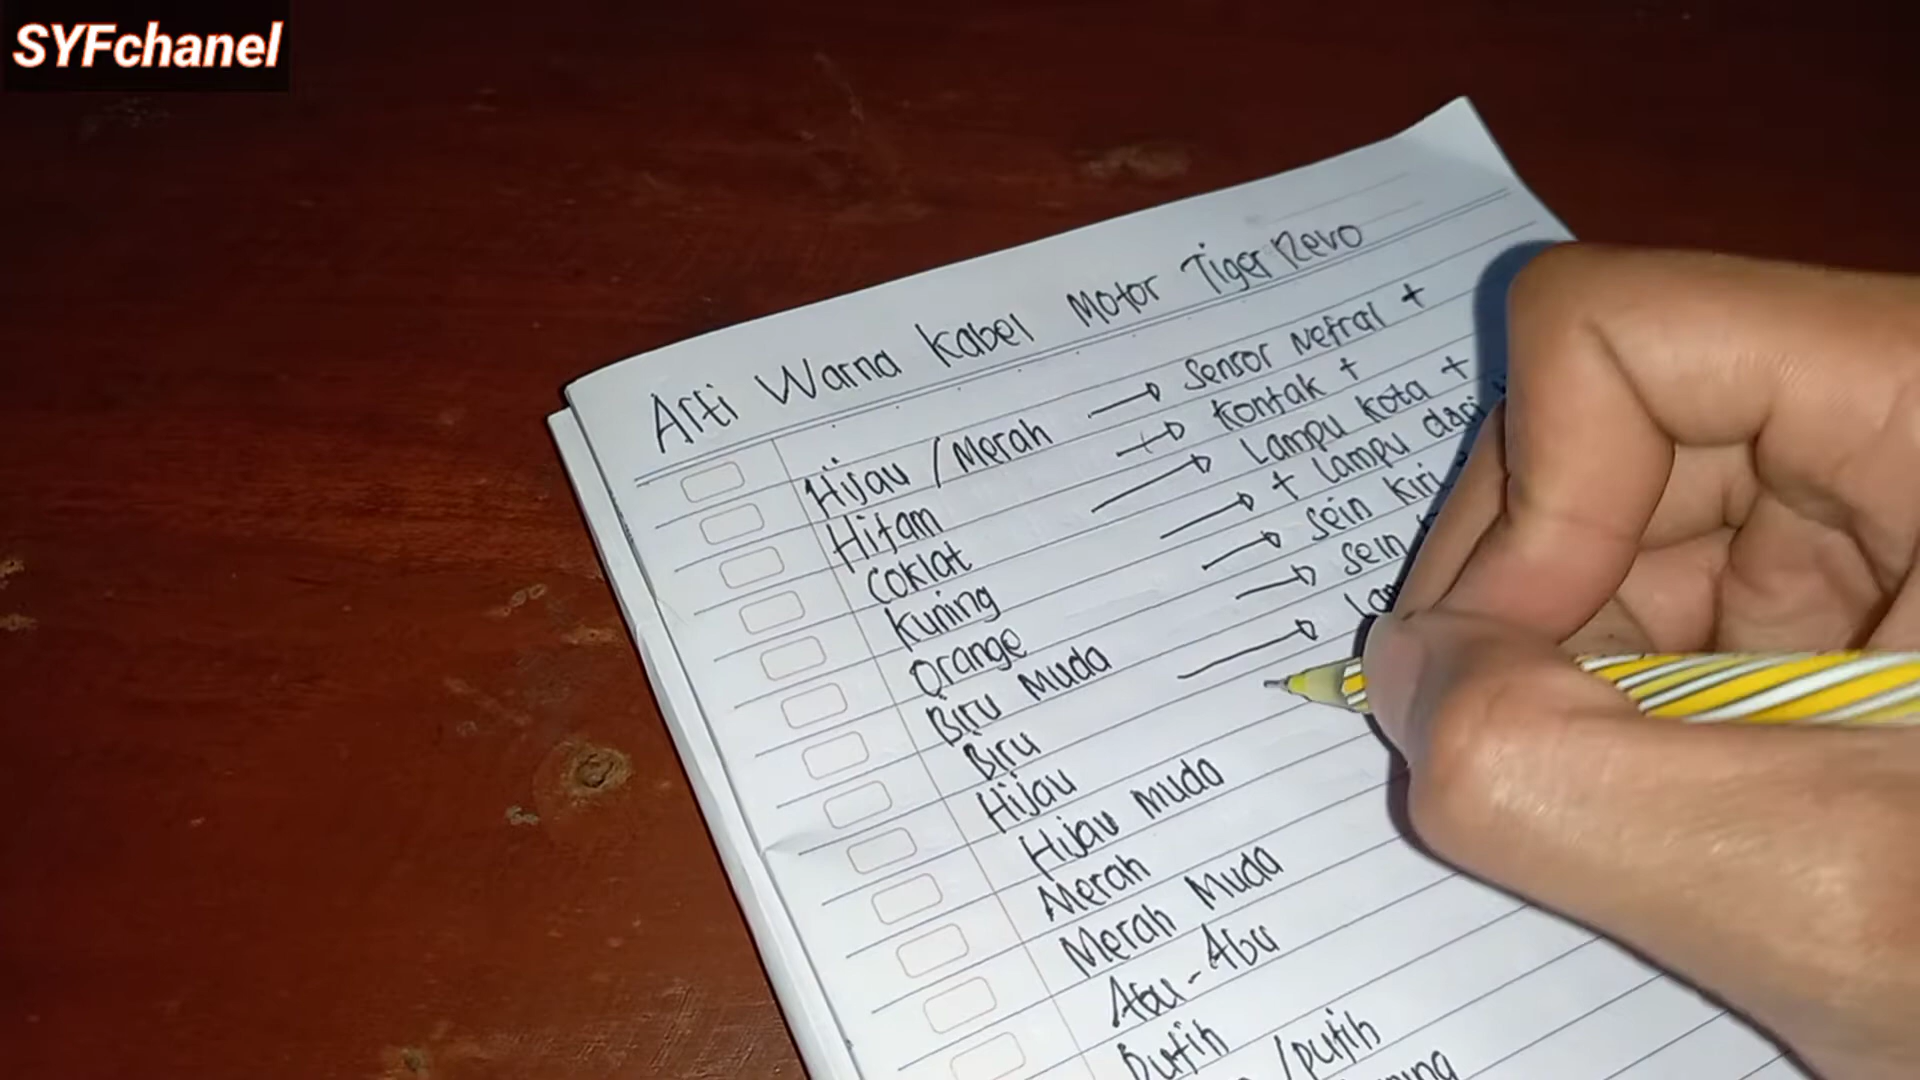 SYFchanel
Arti Warna Kabel Motor Tiger Revo
Hijau / Merah → Sensor Netral +
Hitam → Kontak +
Coklat → Lampu kota +
Kuning → + Lampu dari
Orange → Sein Kiri
Biru Muda → Sein
Biru →
Hijau
Hijau Muda
Merah
Merah Muda
Abu-Abu
Putih
/putih